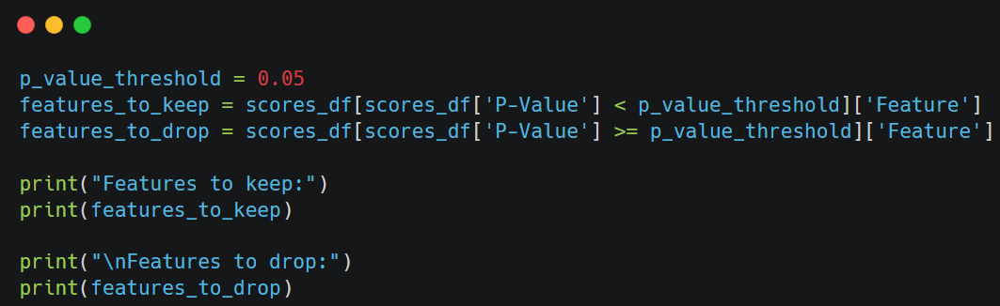 p_value_threshold = 0.05
features_to_keep = scores_df[scores_df['P-Value'] < p_value_threshold]['Feature']
features_to_drop = scores_df[scores_df['P-Value'] >= p_value_threshold]['Feature']
print("Features to keep:")
print(features_to_keep)
print("\nFeatures to drop:")
print(features_to_drop)